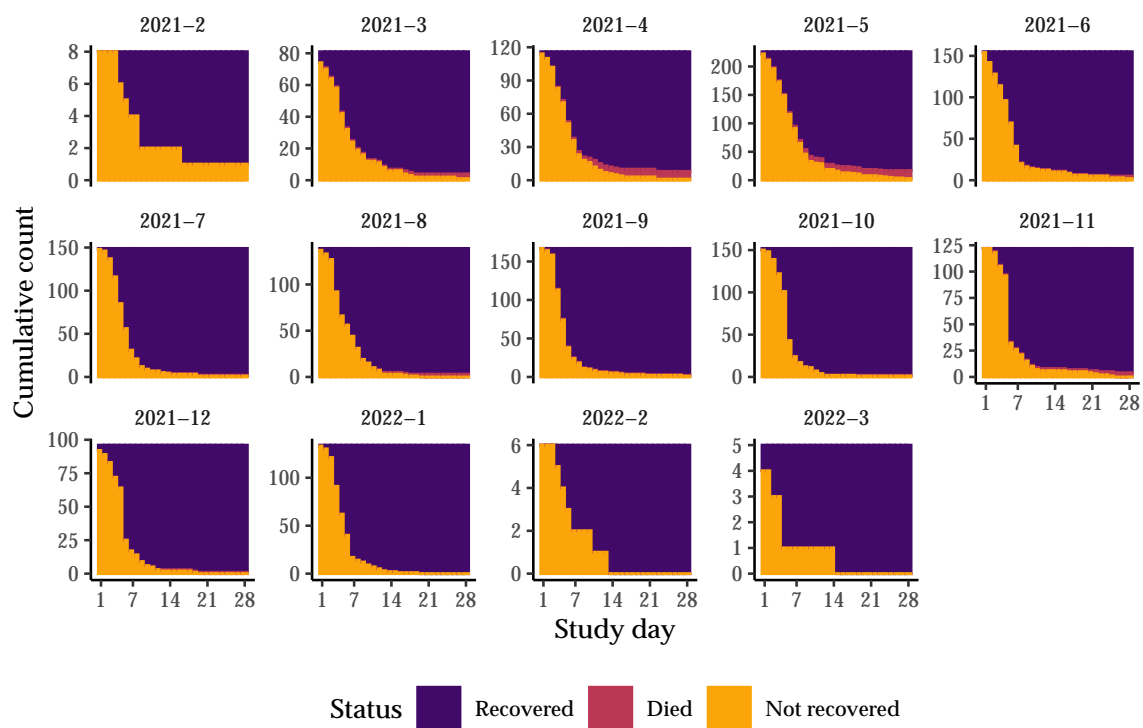 2021–2 2021–3 2021–4 2021–5 2021–6
8 6 4 2 0
80 60 40 20 0
120 90 60 30 0
200 150 100 50 0
150 100 50 0
2021–7 2021–8 2021–9 2021–10 2021–11
150 100 50 0
100 50 0
150 100 50 0
150 100 50 0
125 100 75 50 25 0
1 7 14 21 28
2021–12 2022–1 2022–2 2022–3
100 75 50 25 0
100 50 0
6 4 2 0
5 4 3 2 1 0
1 7 14 21 28 1 7 14 21 28 1 7 14 21 28 1 7 14 21 28
Cumulative count
Study day
Status Recovered Died Not recovered